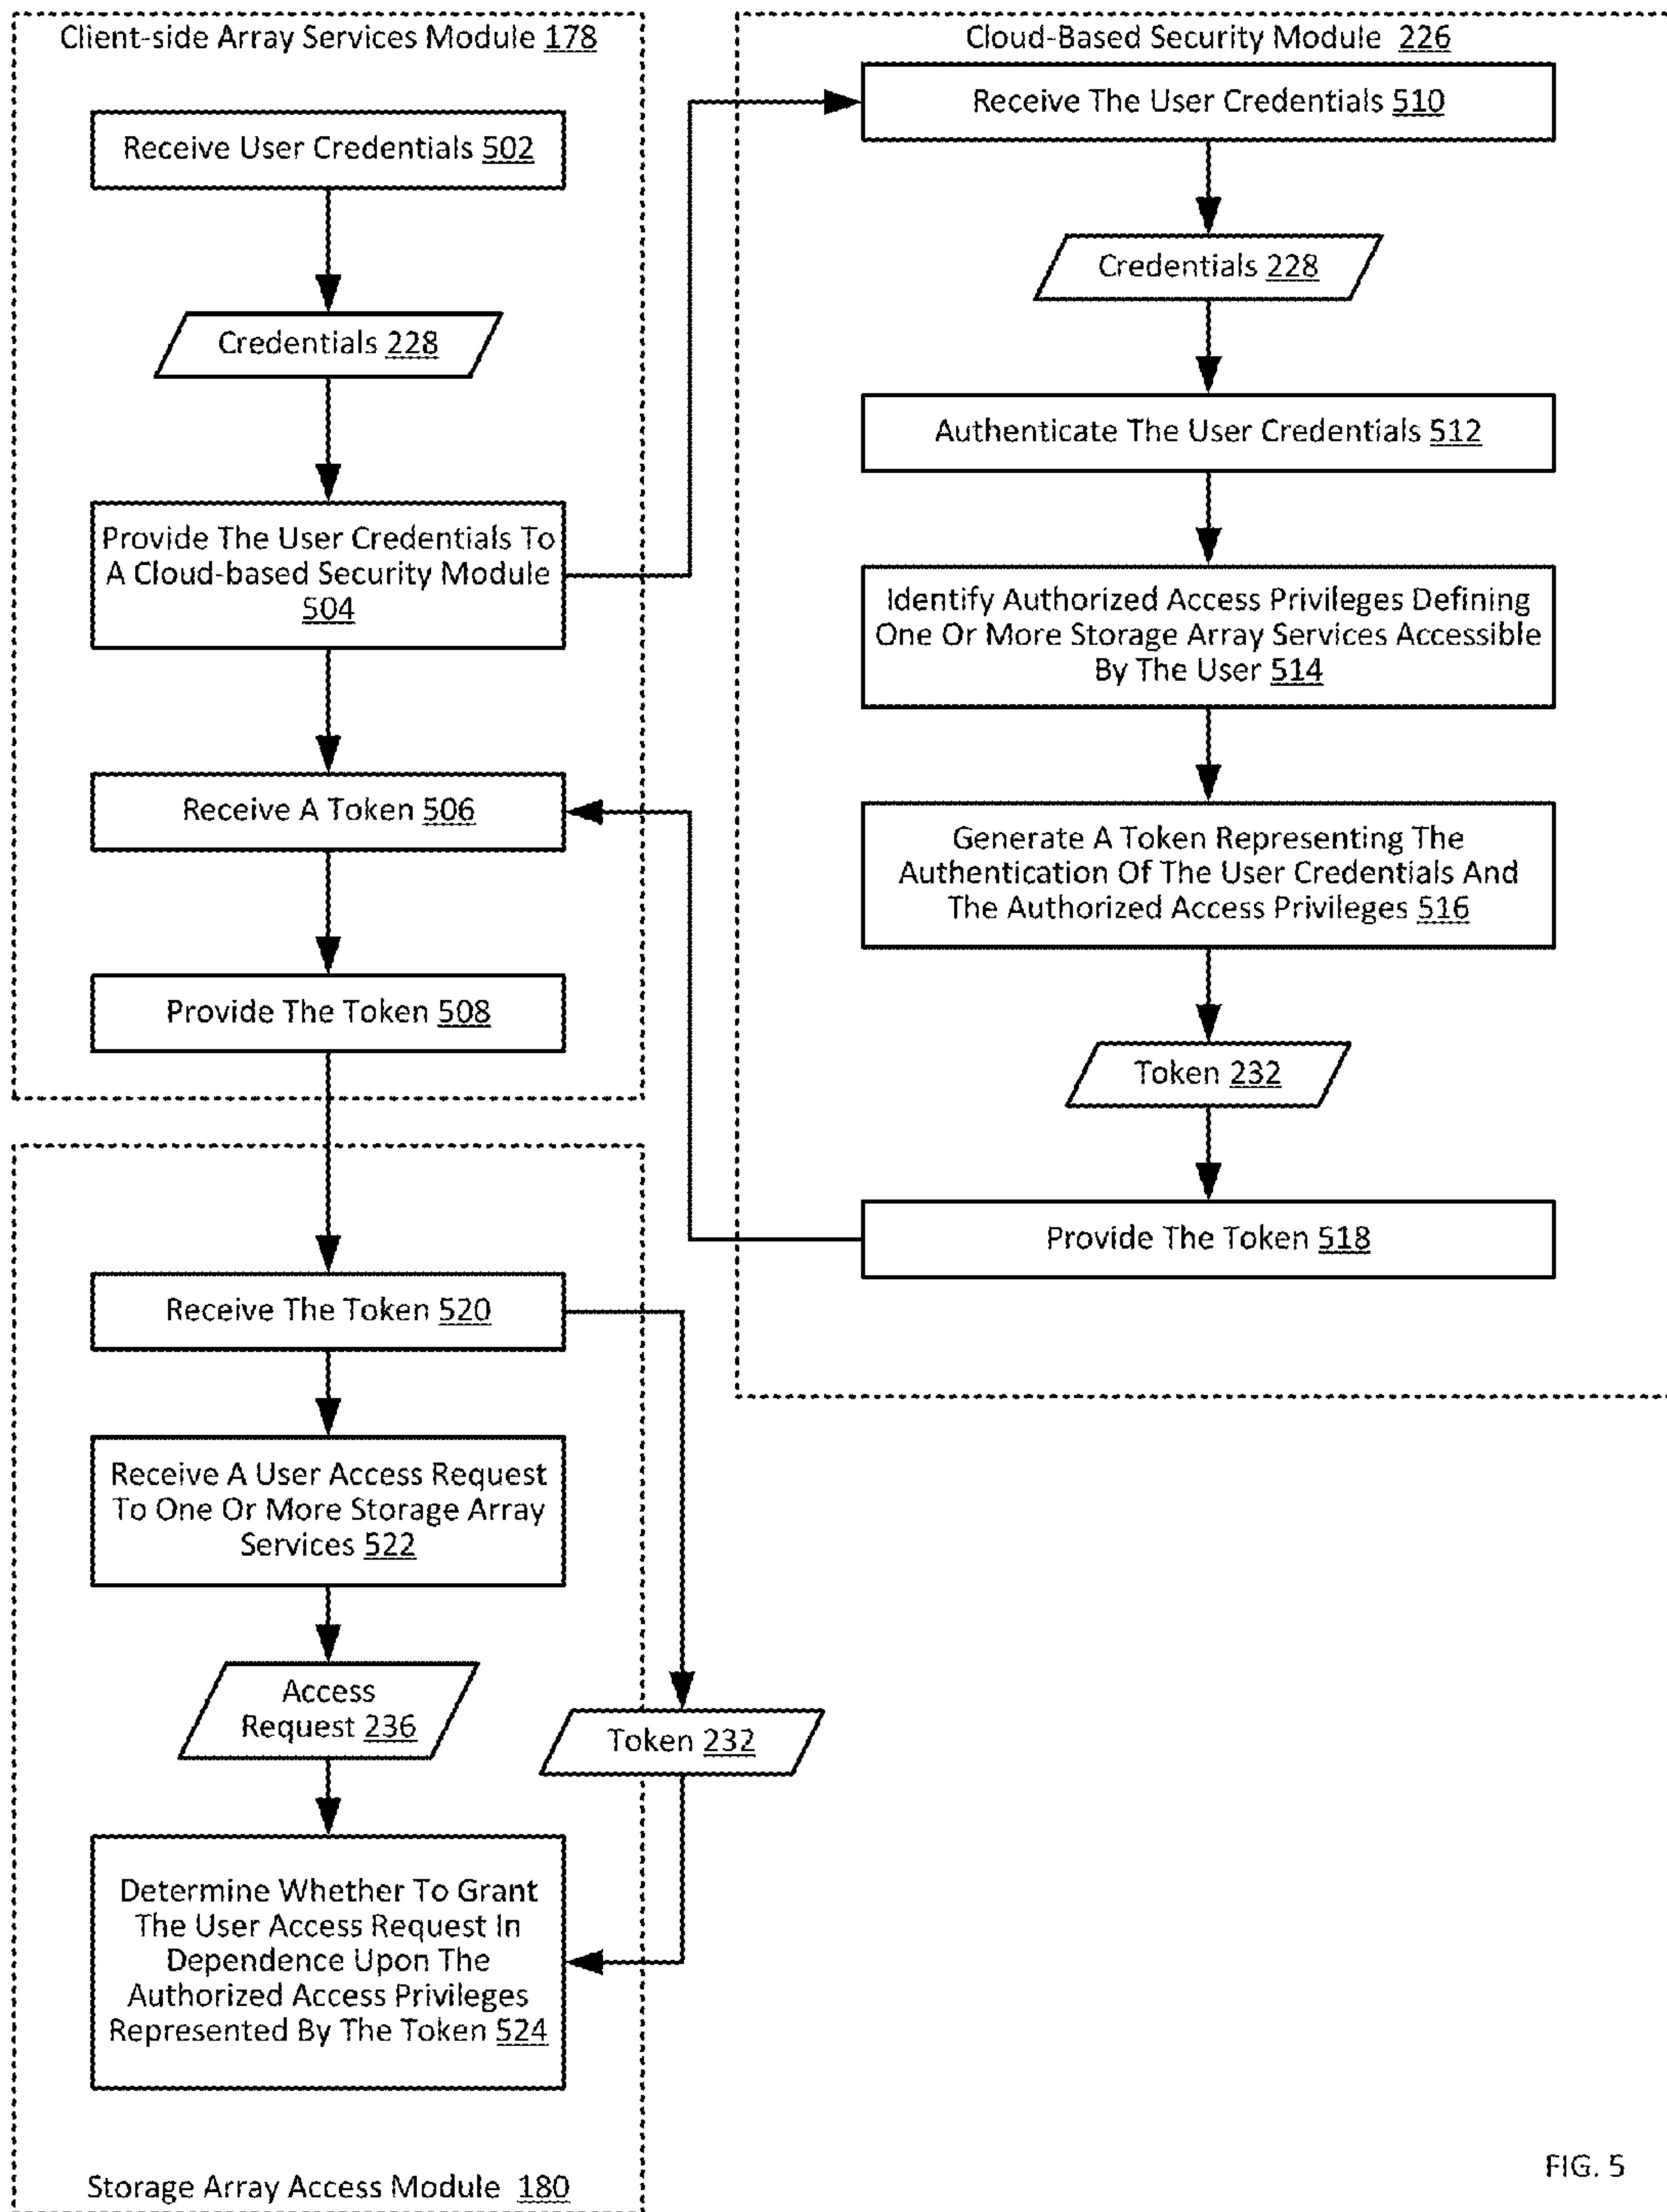 Client-side Array Services Module 178
Receive User Credentials 502
Credentials 228
Provide The User Credentials To
A Cloud-based Security Module
504
Receive A Token 506
Provide The Token 508
Cloud-Based Security Module 226
Receive The User Credentials 510
Credentials 228
Authenticate The User Credentials 512
Identify Authorized Access Privileges Defining
One Or More Storage Array Services Accessible
By The User 514
Generate A Token Representing The
Authentication Of The User Credentials And
The Authorized Access Privileges 516
Token 232
Provide The Token 518
Receive The Token 520
Receive A User Access Request
To One Or More Storage Array
Services 522
Access
Request 236
Token 232
Determine Whether To Grant
The User Access Request In
Dependence Upon The
Authorized Access Privileges
Represented By The Token 524
Storage Array Access Module 180
FIG. 5